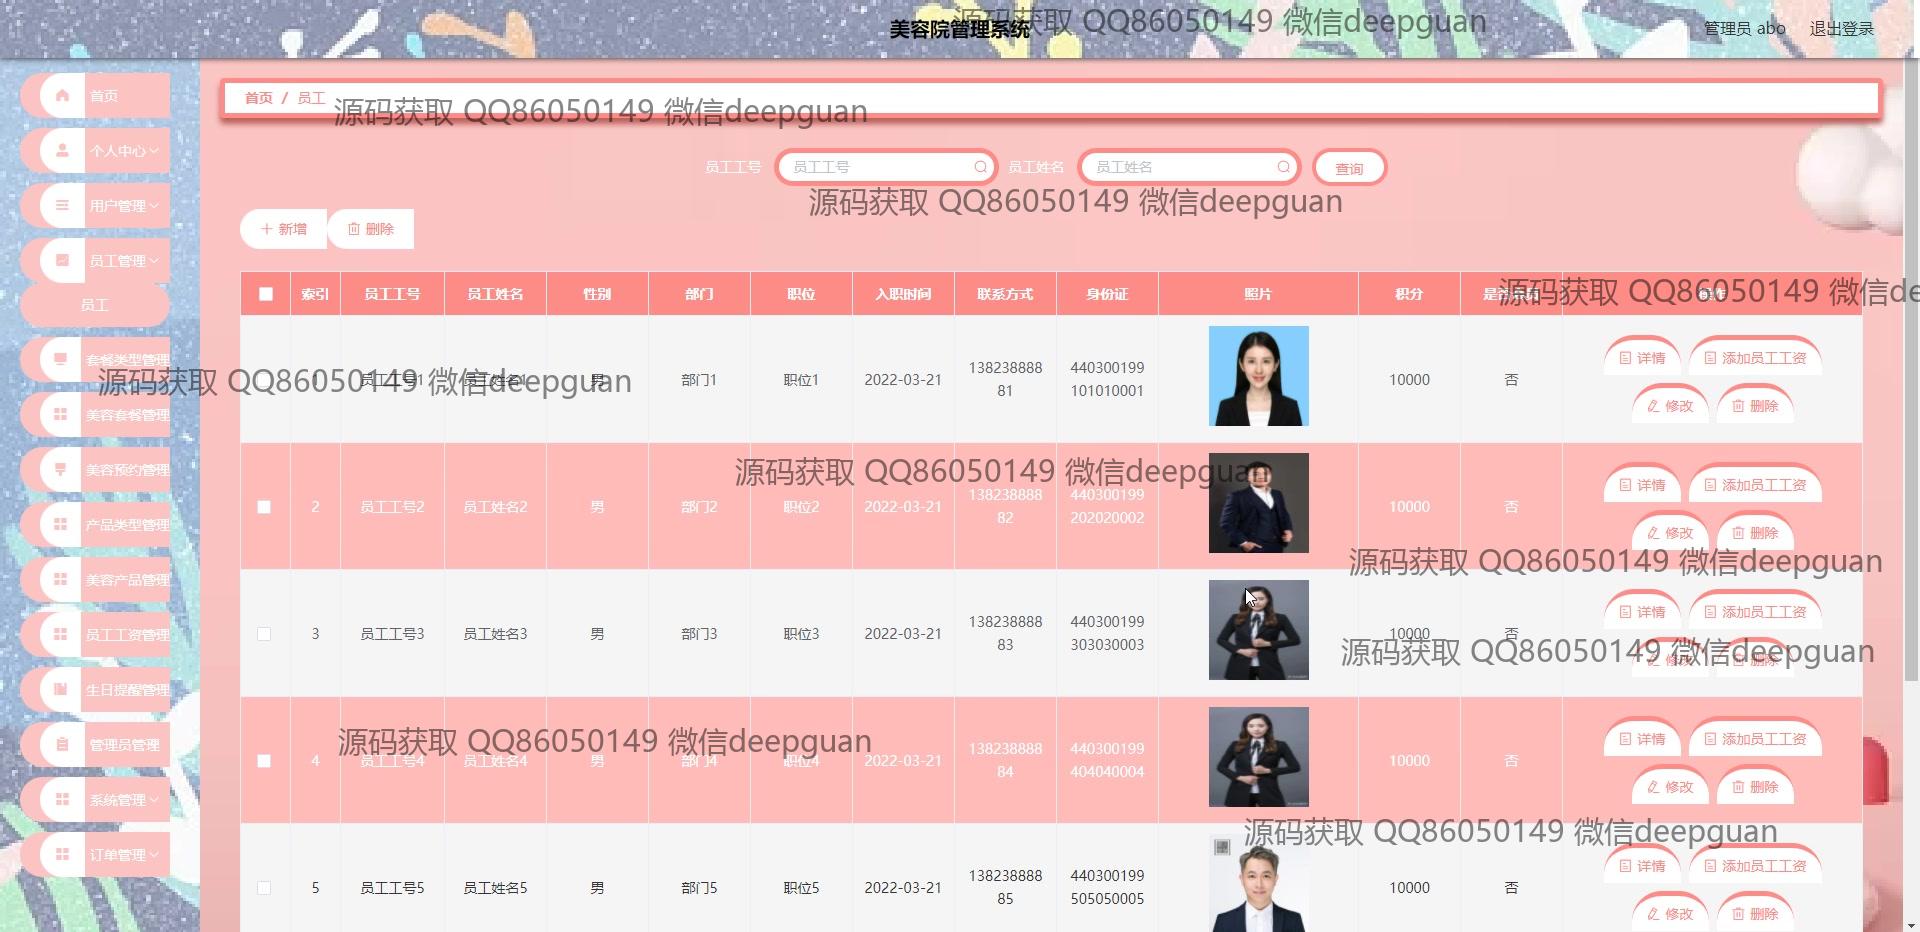 美容院管理系统
源码获取 QQ86050149 微信deepguan
管理员 abo 退出登录
首页
个人中心
用户管理
员工管理
员工
套餐类型管理
美容套餐管理
美容预约管理
产品类型管理
美容产品管理
员工工资管理
生日提醒管理
管理员管理
系统管理
订单管理
首页 / 员工
源码获取 QQ86050149 微信deepguan
员工工号 员工工号 员工姓名 员工姓名 查询
源码获取 QQ86050149 微信deepguan
新增 删除
索引 员工工号 员工姓名 性别 部门 职位 入职时间 联系方式 身份证 照片 积分
源码获取 QQ86050149 微信de
详情 添加员工工资
1 员工工号1 员工姓名1 男 部门1 职位1 2022-03-21 13823888881 440300199101010001 10000 否
修改 删除
源码获取 QQ86050149 微信deepguan
源码获取 QQ86050149 微信deepguan
详情 添加员工工资
2 员工工号2 员工姓名2 男 部门2 职位2 2022-03-21 13823888882 440300199202020002 10000 否
修改 删除
源码获取 QQ86050149 微信deepguan
详情 添加员工工资
3 员工工号3 员工姓名3 男 部门3 职位3 2022-03-21 13823888883 440300199303030003 10000 否
修改 删除
源码获取 QQ86050149 微信deepguan
源码获取 QQ86050149 微信deepguan
详情 添加员工工资
4 员工工号4 员工姓名4 男 部门4 职位4 2022-03-21 13823888884 440300199404040004 10000 否
修改 删除
源码获取 QQ86050149 微信deepguan
详情 添加员工工资
5 员工工号5 员工姓名5 男 部门5 职位5 2022-03-21 13823888885 440300199505050005 10000 否
修改 删除